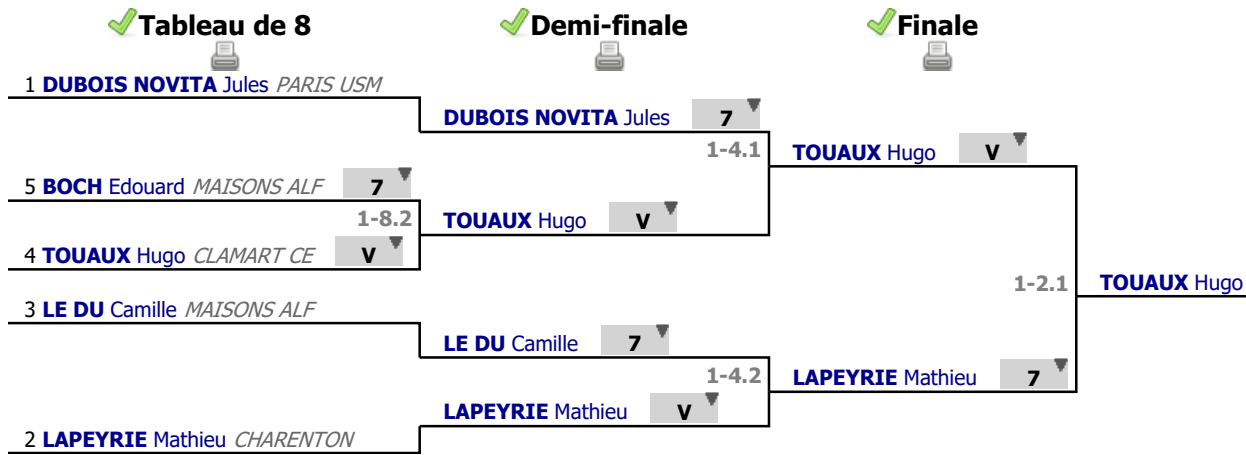 Tableau de 8 Demi-finale Finale
1 DUBOIS NOVITA Jules PARIS USM
DUBOIS NOVITA Jules 7
1-4.1
TOUAUX Hugo V
5 BOCH Edouard MAISONS ALF 7
1-8.2
TOUAUX Hugo V
4 TOUAUX Hugo CLAMART CE V
1-2.1
TOUAUX Hugo
3 LE DU Camille MAISONS ALF
LE DU Camille 7
1-4.2
LAPEYRIE Mathieu 7
LAPEYRIE Mathieu V
2 LAPEYRIE Mathieu CHARENTON